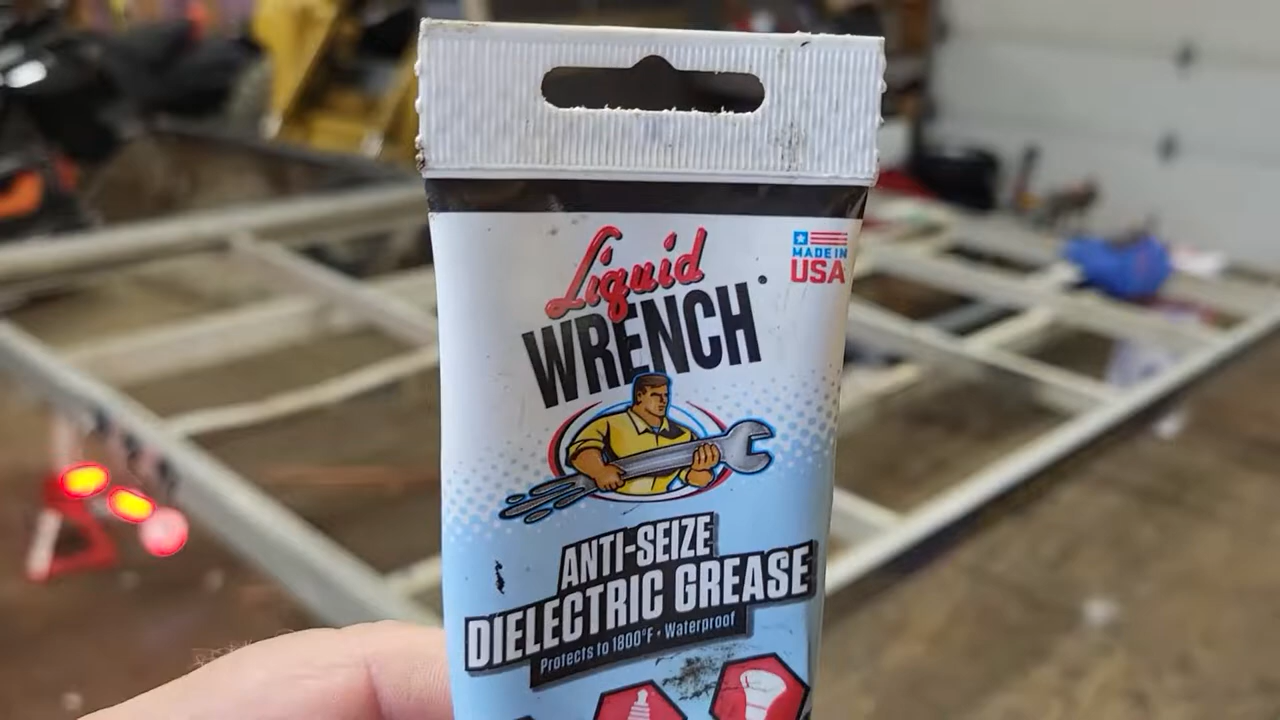 Liquid
WRENCH
MADE IN
USA
ANTI-SEIZE
DIELECTRIC GREASE
Protects to 1800°F • Waterproof